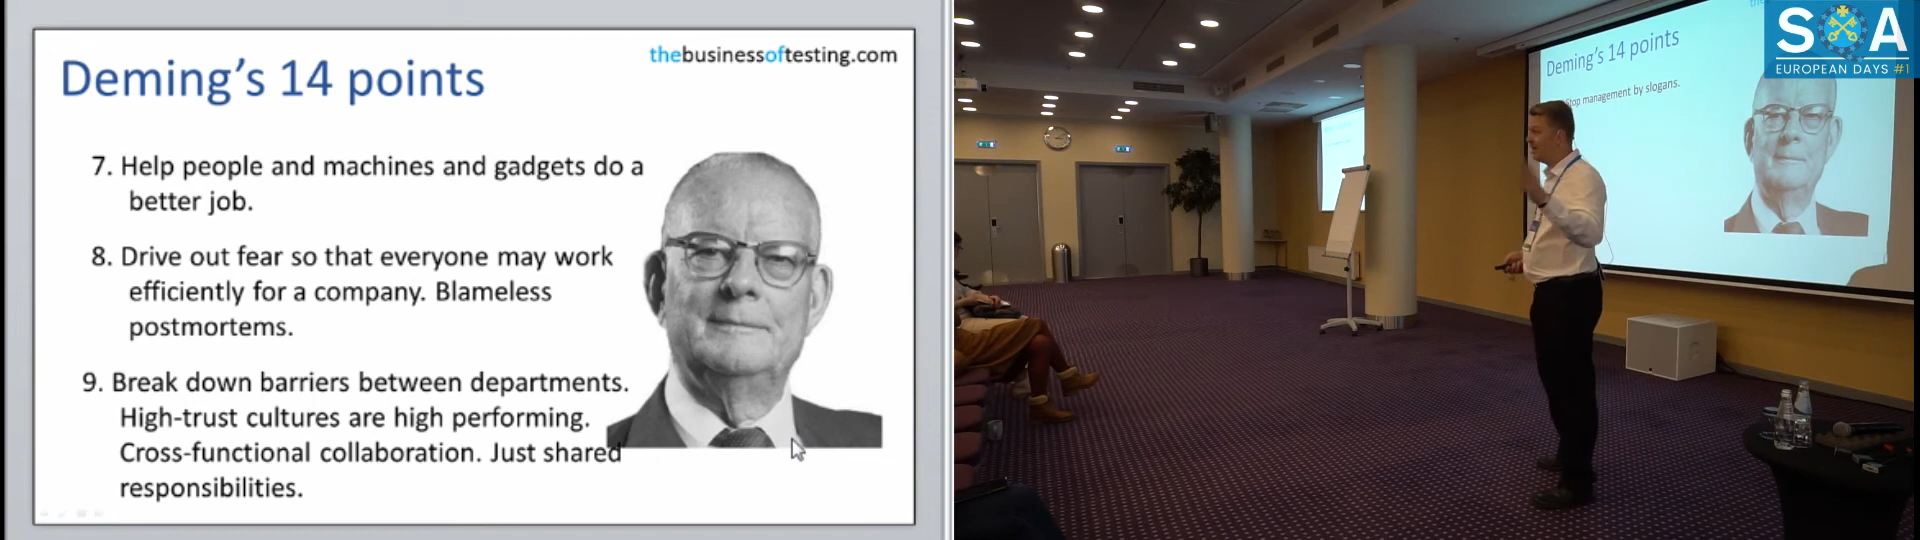 thebusinessoftesting.com
Deming's 14 points
7. Help people and machines and gadgets do a
better job.
8. Drive out fear so that everyone may work
efficiently for a company. Blameless
postmortems.
9. Break down barriers between departments.
High-trust cultures are high performing.
Cross-functional collaboration. Just shared
responsibilities.
Deming's 14 points
Stop management by slogans.
S A
EUROPEAN DAYS #1